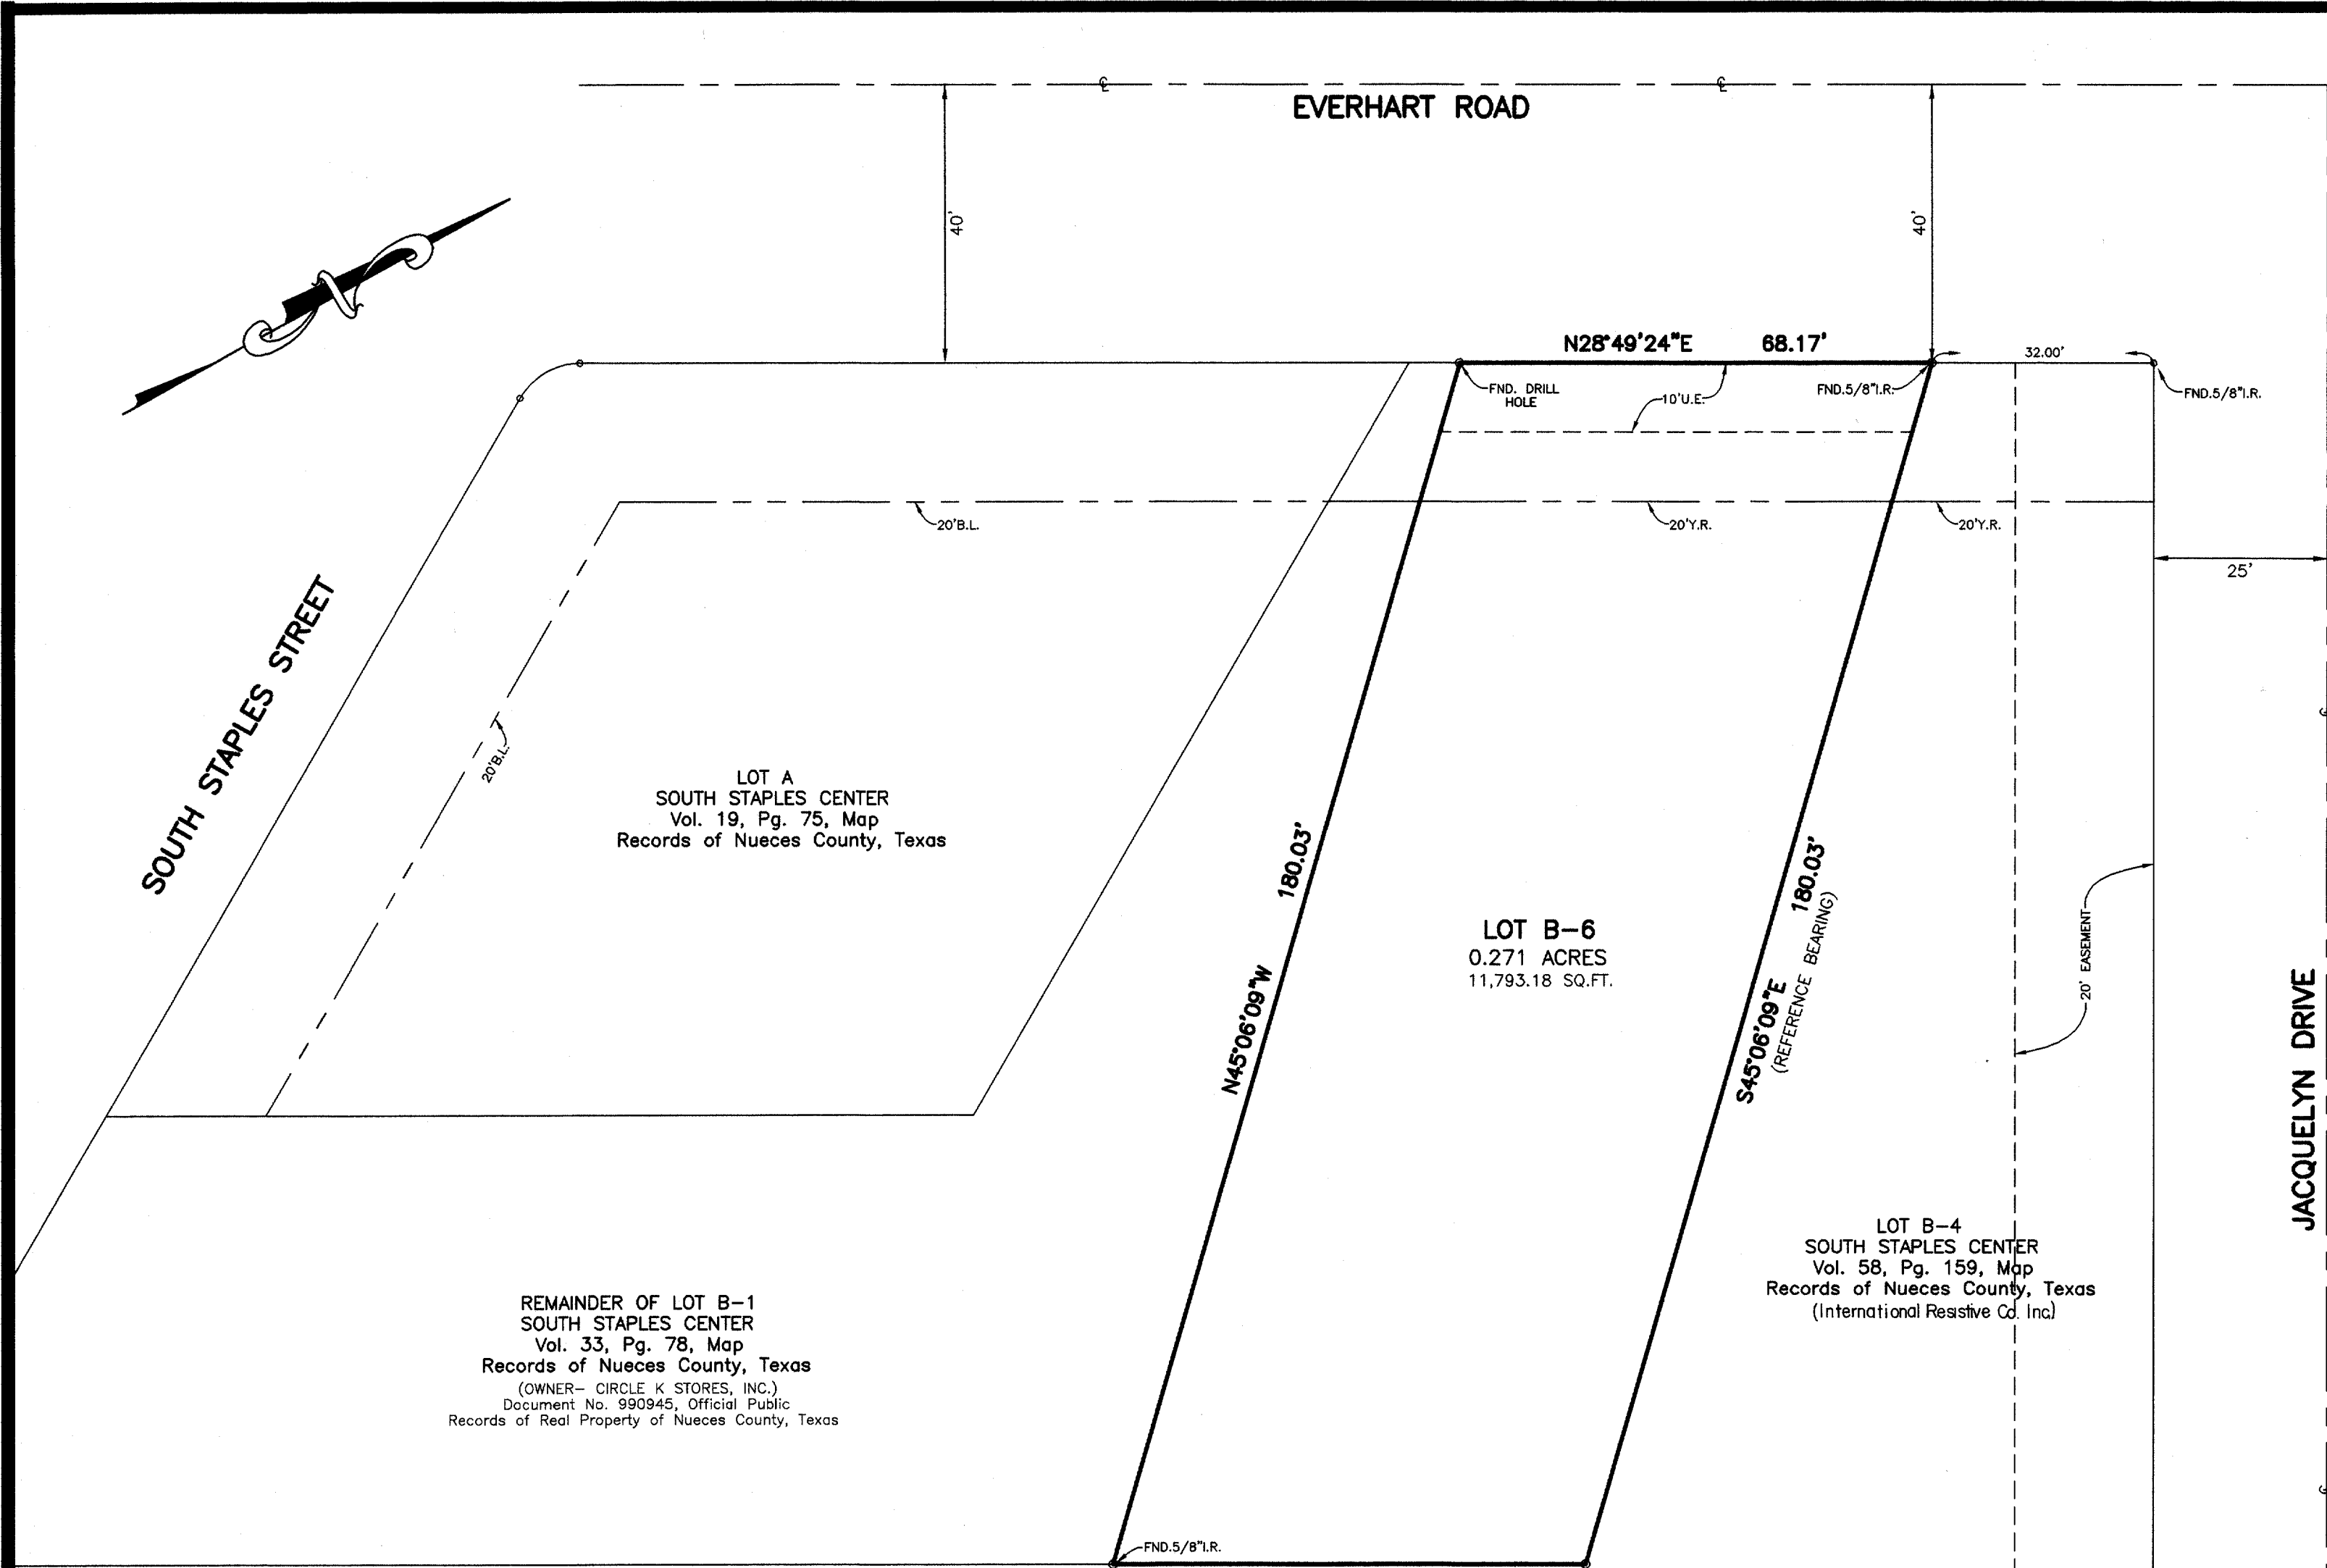 EVERHART ROAD
40'
40'
N28°49'24"E 68.17'
32.00'
FND. DRILL
HOLE
10'U.E.
FND.5/8"I.R.
FND.5/8"I.R.
20'B.L.
20'Y.R.
20'Y.R.
25'
SOUTH STAPLES STREET
20'B.L.
LOT A
SOUTH STAPLES CENTER
Vol. 19, Pg. 75, Map
Records of Nueces County, Texas
N45°06'09"W 180.03'
LOT B-6
0.271 ACRES
11,793.18 SQ.FT.
S45°06'09"E 180.03'
(REFERENCE BEARING)
20' EASEMENT
JACQUELYN DRIVE
LOT B-4
SOUTH STAPLES CENTER
Vol. 58, Pg. 159, Map
Records of Nueces County, Texas
(International Resistive Co. Inc.)
REMAINDER OF LOT B-1
SOUTH STAPLES CENTER
Vol. 33, Pg. 78, Map
Records of Nueces County, Texas
(OWNER- CIRCLE K STORES, INC.)
Document No. 990945, Official Public
Records of Real Property of Nueces County, Texas
FND.5/8"I.R.